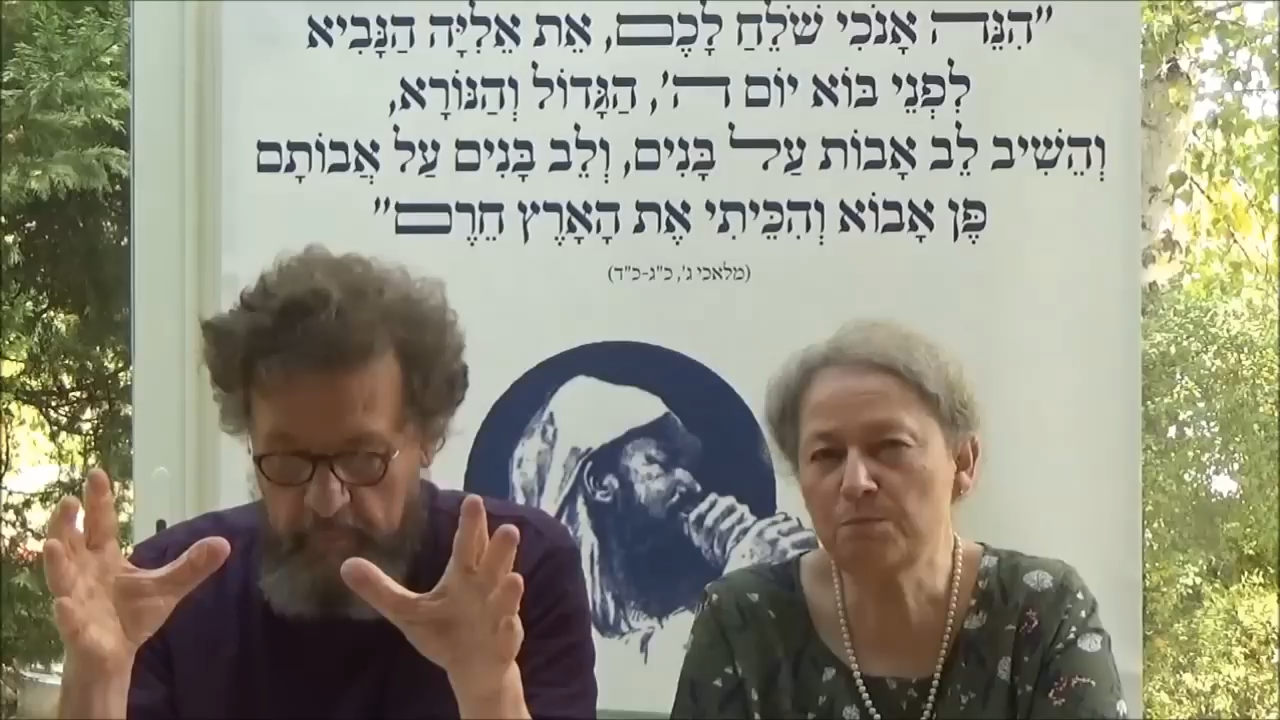 "הִנֵּה אָנֹכִי שֹׁלֵחַ לָכֶם, אֵת אֵלִיָּה הַנָּבִיא
לִפְנֵי בּוֹא יוֹם ה', הַגָּדוֹל וְהַנּוֹרָא,
וְהֵשִׁיב לֵב אָבוֹת עַל בָּנִים, וְלֵב בָּנִים עַל אֲבוֹתָם
פֶּן אָבוֹא וְהִכֵּיתִי אֶת הָאָרֶץ חֵרֶם"
(מלאכי ג', כ"ג-כ"ד)